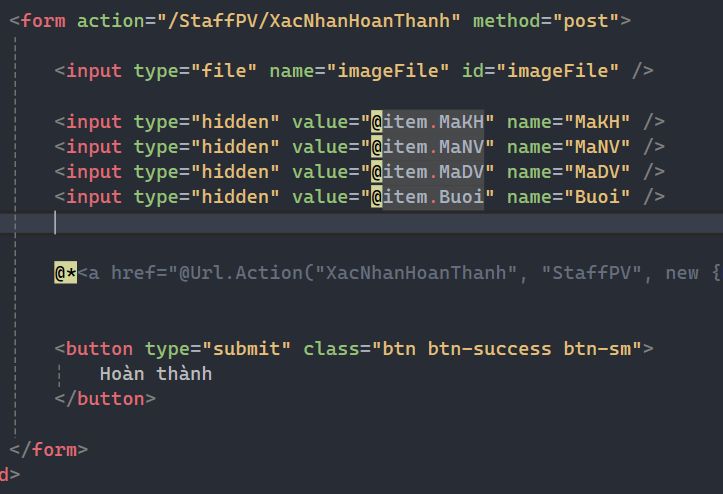 <form action="/StaffPV/XacNhanHoanThanh" method="post">
<input type="file" name="imageFile" id="imageFile" />
<input type="hidden" value="@item.MaKH" name="MaKH" />
<input type="hidden" value="@item.MaNV" name="MaNV" />
<input type="hidden" value="@item.MaDV" name="MaDV" />
<input type="hidden" value="@item.Buoi" name="Buoi" />
@*<a href="@Url.Action("XacNhanHoanThanh", "StaffPV", new {
<button type="submit" class="btn btn-success btn-sm">
Hoàn thành
</button>
</form>
d>